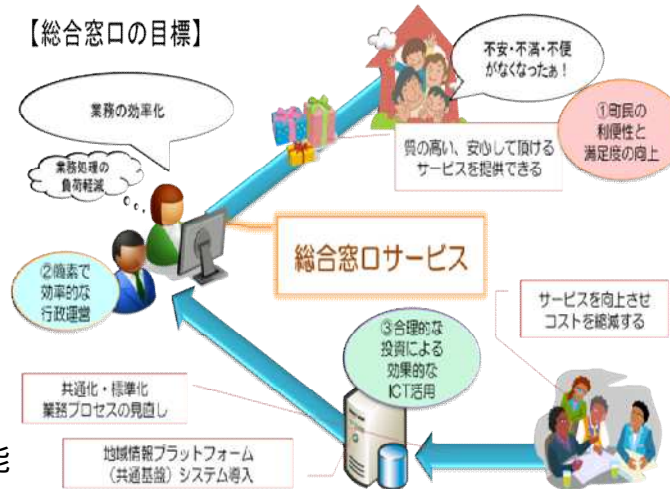 【総合窓口の目標】
不安・不満・不便
がなくなったぁ！
業務の効率化
①町民の
利便性と
満足度の向上
質の高い、安心して頂ける
サービスを提供できる
業務処理の
負荷軽減
総合窓口サービス
②簡素で
効率的な
行政運営
サービスを向上させ
コストを縮減する
③合理的な
投資による
効果的な
ICT活用
共通化・標準化
業務プロセスの見直し
地域情報プラットフォーム
（共通基盤）システム導入